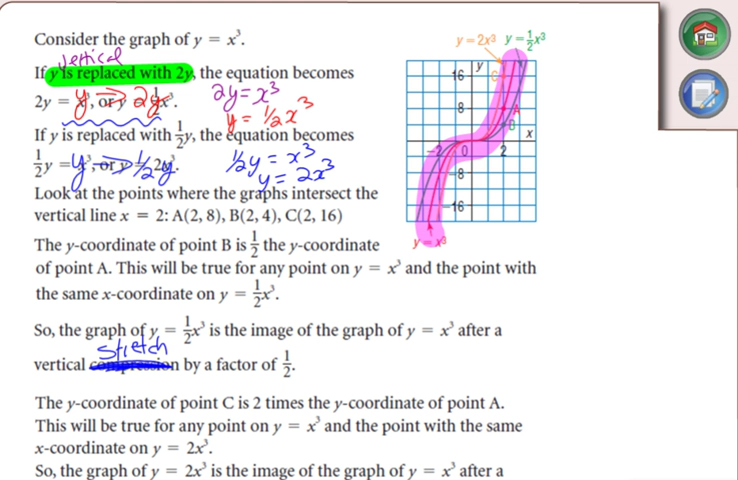 Consider the graph of y = x³.
vertical
If y is replaced with 2y, the equation becomes
2y = x³, or y = ½x³.
y → 2y
2y = x³
y = 1/2 x³
If y is replaced with ½y, the equation becomes
½y = x³, or y = 2x³.
y → 1/2 y
1/2 y = x³
y = 2x³
Look at the points where the graphs intersect the
vertical line x = 2: A(2, 8), B(2, 4), C(2, 16)
The y-coordinate of point B is ½ the y-coordinate
of point A. This will be true for any point on y = x³ and the point with
the same x-coordinate on y = ½x³.
So, the graph of y = ½x³ is the image of the graph of y = x³ after a
stretch
vertical compression by a factor of ½.
The y-coordinate of point C is 2 times the y-coordinate of point A.
This will be true for any point on y = x³ and the point with the same
x-coordinate on y = 2x³.
So, the graph of y = 2x³ is the image of the graph of y = x³ after a
y = 2x³ y = ½x³
16 y C
8 A
B x
−2 0 2
−8
−16
y = x³